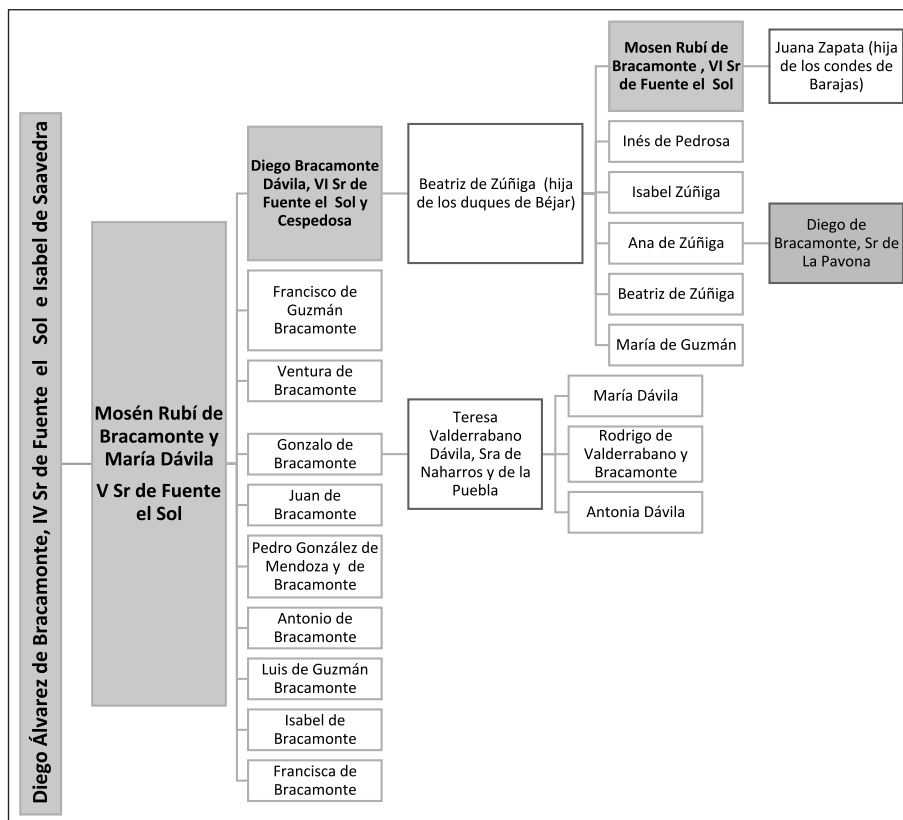 Diego Álvarez de Bracamonte, IV Sr de Fuente el Sol e Isabel de Saavedra
Mosén Rubí de
Bracamonte y
María Dávila
V Sr de Fuente
el Sol
Diego Bracamonte
Dávila, VI Sr de
Fuente el Sol y
Cespedosa
Francisco de
Guzmán
Bracamonte
Ventura de
Bracamonte
Gonzalo de
Bracamonte
Juan de
Bracamonte
Pedro González de
Mendoza y de
Bracamonte
Antonio de
Bracamonte
Luis de Guzmán
Bracamonte
Isabel de
Bracamonte
Francisca de
Bracamonte
Beatriz de Zúñiga (hija
de los duques de Béjar)
Teresa
Valderrabano
Dávila, Sra de
Naharros y de la
Puebla
Mosen Rubí de
Bracamonte , VI Sr
de Fuente el Sol
Inés de Pedrosa
Isabel Zúñiga
Ana de Zúñiga
Beatriz de Zúñiga
María de Guzmán
María Dávila
Rodrigo de
Valderrabano y
Bracamonte
Antonia Dávila
Juana Zapata (hija
de los condes de
Barajas)
Diego de
Bracamonte, Sr de
La Pavona